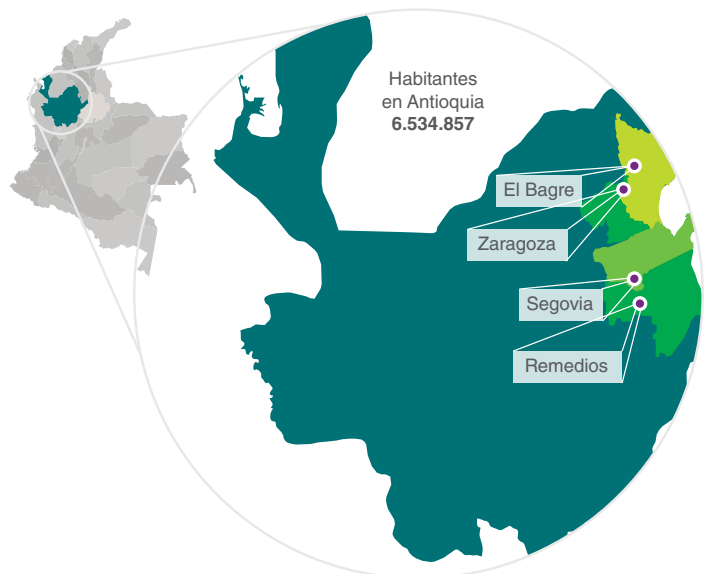 Habitantes
en Antioquia
6.534.857
El Bagre
Zaragoza
Segovia
Remedios